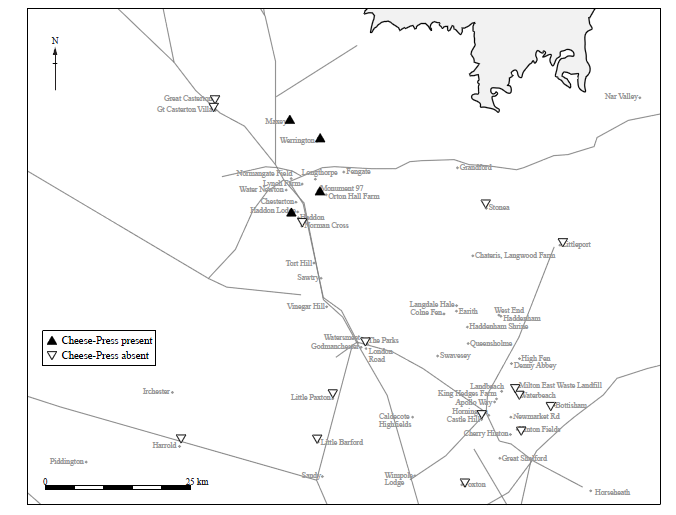 N
Nar Valley
Great Casterton
Gt Casterton Villa
Maxey
Werrington
Grandford
Normangate Field
Longthorpe
Fengate
Lynch Farm
Water Newton
Monument 97
Orton Hall Farm
Chesterton
Haddon Lodge
Haddon
Norman Cross
Stonea
Littleport
Chateris, Langwood Farm
Tort Hill
Sawtry
Vinegar Hill
Langdale Hale
Colne Fen
Earith
West End
Haddenham
Haddenham Shrine
Cheese-Press present
Cheese-Press absent
Watersmeet
The Parks
Godmanchester
London
Road
Queensholme
Swavesey
High Fen
Denny Abbey
Irchester
Little Paxton
Landbeach
Milton East Waste Landfill
King Hedges Farm
Waterbeach
Apollo Way
Bottisham
Caldecote
Highfields
Castle Hill
Newmarket Rd
Cherry Hinton
Harrold
Little Barford
Piddington
Great Shelford
Sandy
Wimpole
Lodge
Foxton
Horseheath
0
25 km